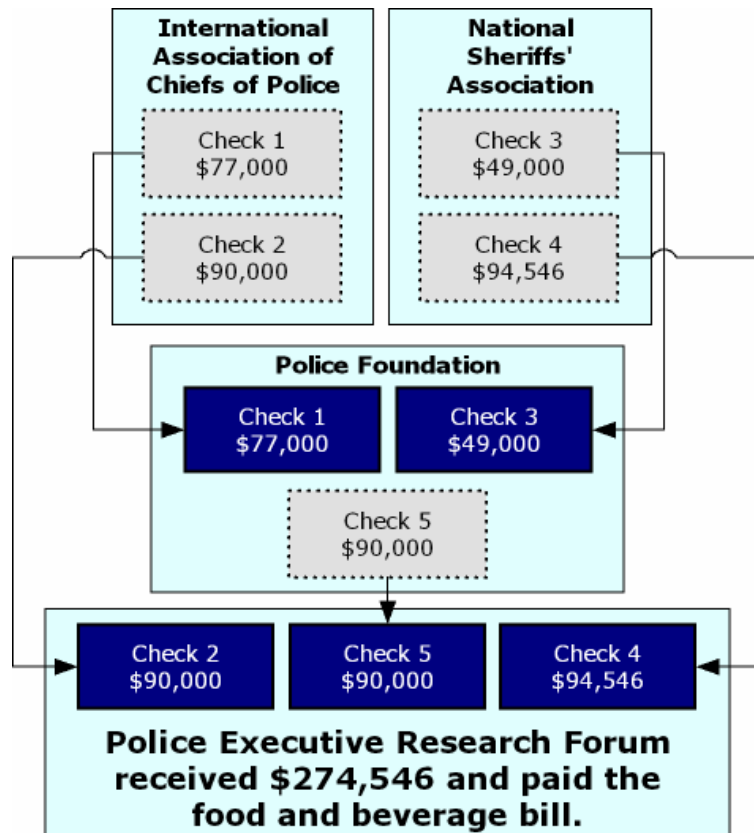 International
Association of
Chiefs of Police
Check 1
$77,000
Check 2
$90,000
National
Sheriffs'
Association
Check 3
$49,000
Check 4
$94,546
Police Foundation
Check 1
$77,000
Check 3
$49,000
Check 5
$90,000
Check 2
$90,000
Check 5
$90,000
Check 4
$94,546
Police Executive Research Forum
received $274,546 and paid the
food and beverage bill.